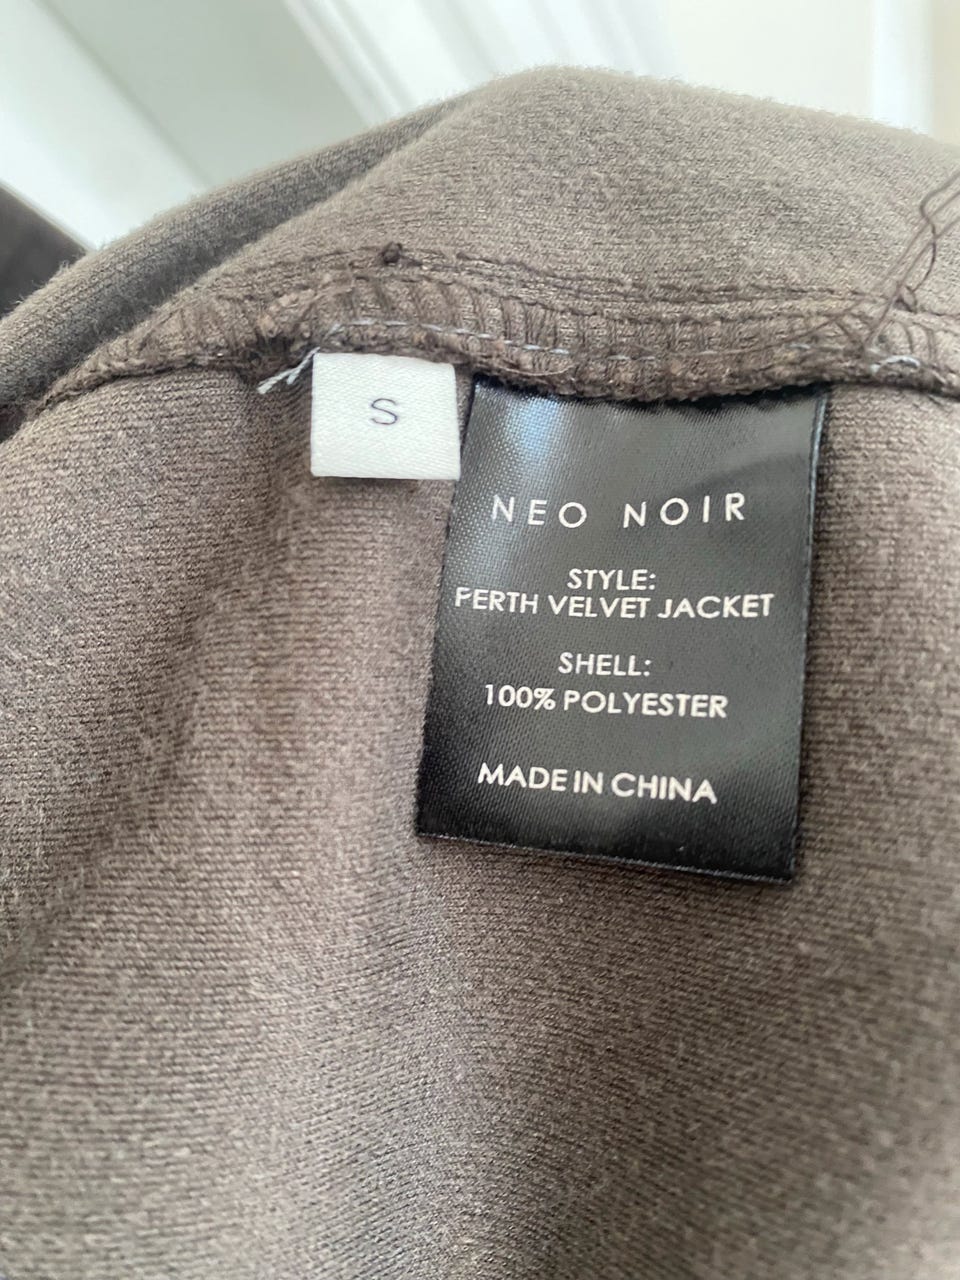 S
NEO NOIR
STYLE:
PERTH VELVET JACKET
SHELL:
100% POLYESTER
MADE IN CHINA